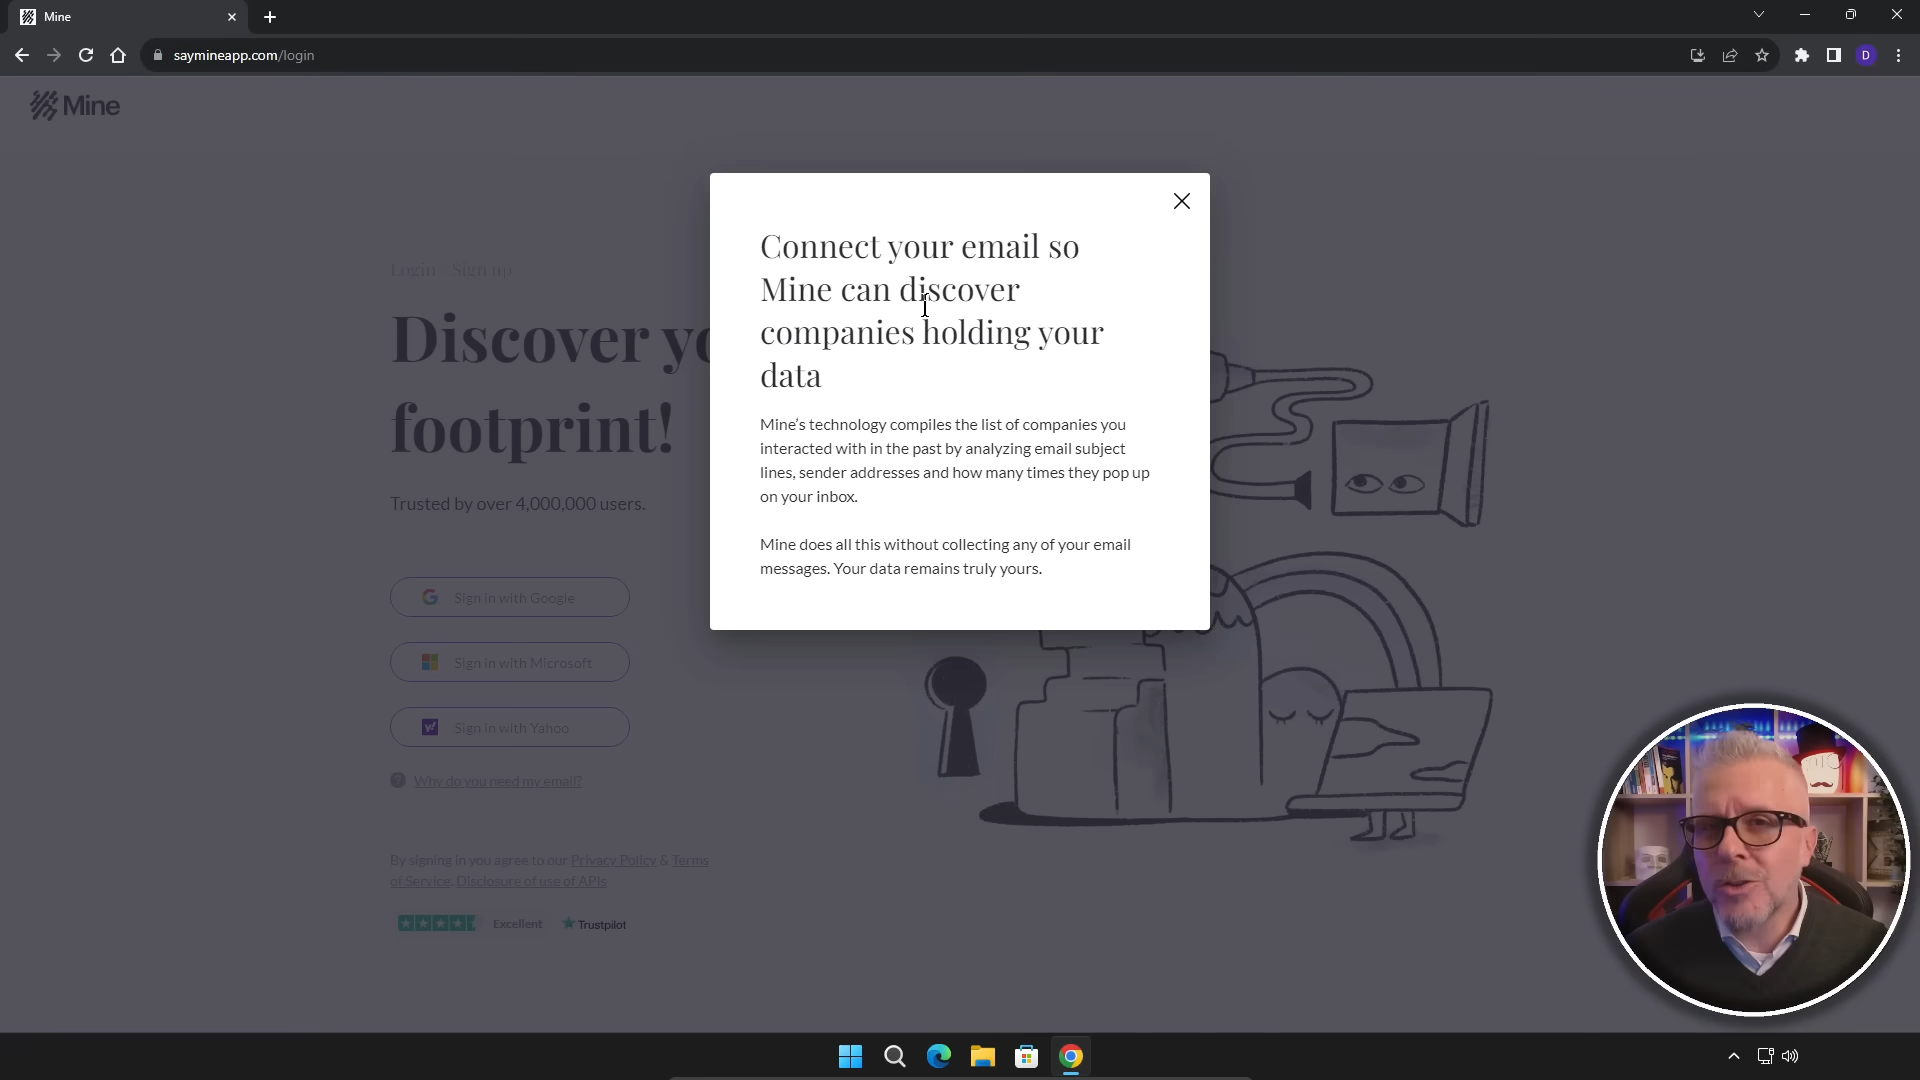 Mine
saymineapp.com/login
D
Mine
Login / Sign up
Discover yo
footprint!
Trusted by over 4,000,000 users.
Sign in with Google
Sign in with Microsoft
Sign in with Yahoo
Why do you need my email?
By signing in you agree to our Privacy Policy & Terms
of Service. Disclosure of use of APIs
Excellent
Trustpilot
Connect your email so
Mine can discover
companies holding your
data
Mine’s technology compiles the list of companies you
interacted with in the past by analyzing email subject
lines, sender addresses and how many times they pop up
on your inbox.
Mine does all this without collecting any of your email
messages. Your data remains truly yours.